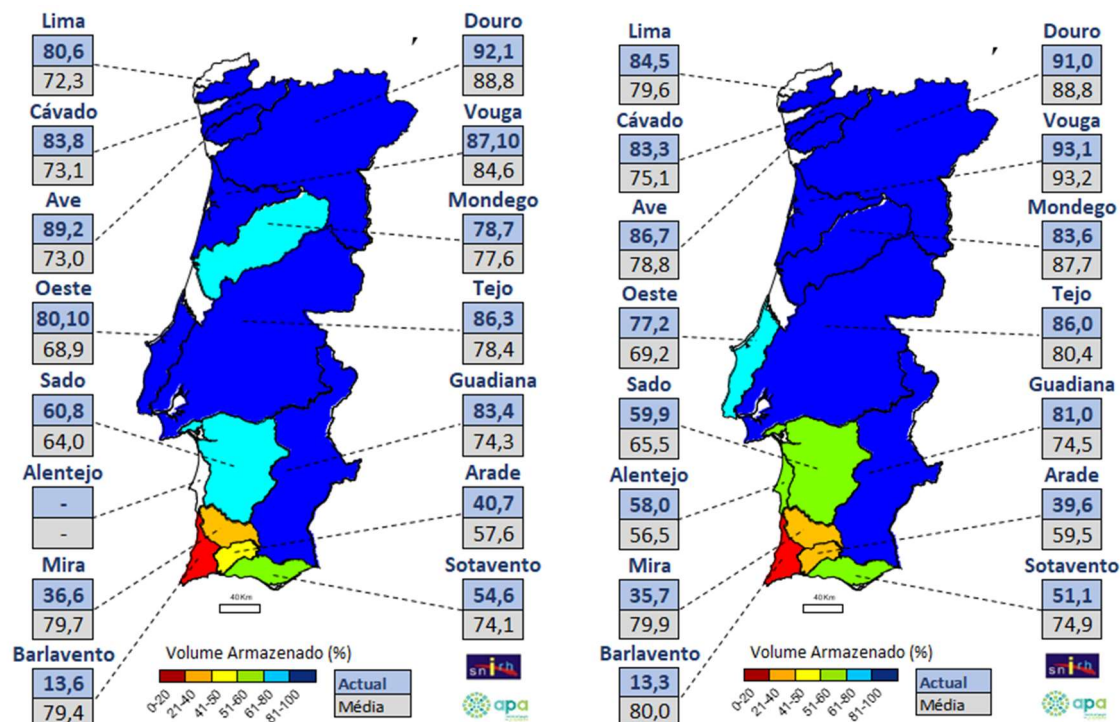 Lima
80,6
72,3
Cávado
83,8
73,1
Ave
89,2
73,0
Oeste
80,10
68,9
Sado
60,8
64,0
Alentejo
-
-
Mira
36,6
79,7
Barlavento
13,6
79,4
Douro
92,1
88,8
Vouga
87,10
84,6
Mondego
78,7
77,6
Tejo
86,3
78,4
Guadiana
83,4
74,3
Arade
40,7
57,6
Sotavento
54,6
74,1
40 Km
Volume Armazenado (%)
0-20
21-40
41-50
51-60
61-80
81-100
Actual
Média
snirh
apa
Lima
84,5
79,6
Cávado
83,3
75,1
Ave
86,7
78,8
Oeste
77,2
69,2
Sado
59,9
65,5
Alentejo
58,0
56,5
Mira
35,7
79,9
Barlavento
13,3
80,0
Douro
91,0
88,8
Vouga
93,1
93,2
Mondego
83,6
87,7
Tejo
86,0
80,4
Guadiana
81,0
74,5
Arade
39,6
59,5
Sotavento
51,1
74,9
40 Km
Volume Armazenado (%)
0-20
21-40
41-50
51-60
61-80
81-100
Actual
Média
snirh
apa